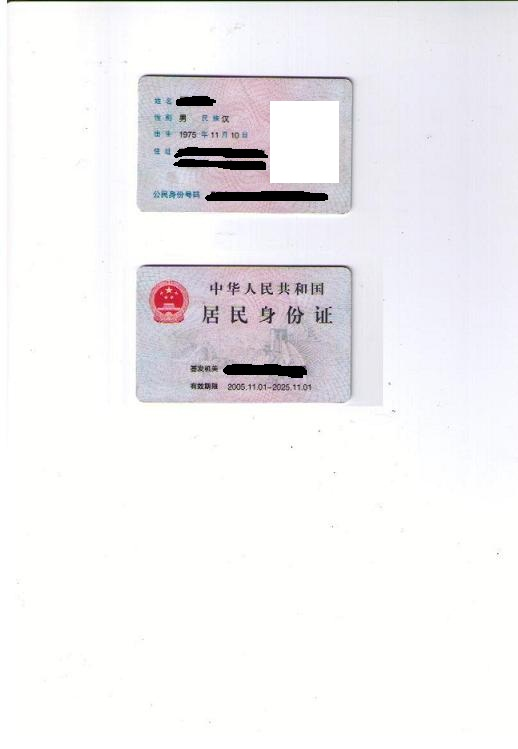 姓名
性别 男 民族 汉
出生 1975 年 11 月 10 日
住址
公民身份号码
中华人民共和国
居民身份证
签发机关
有效期限 2005.11.01-2025.11.01